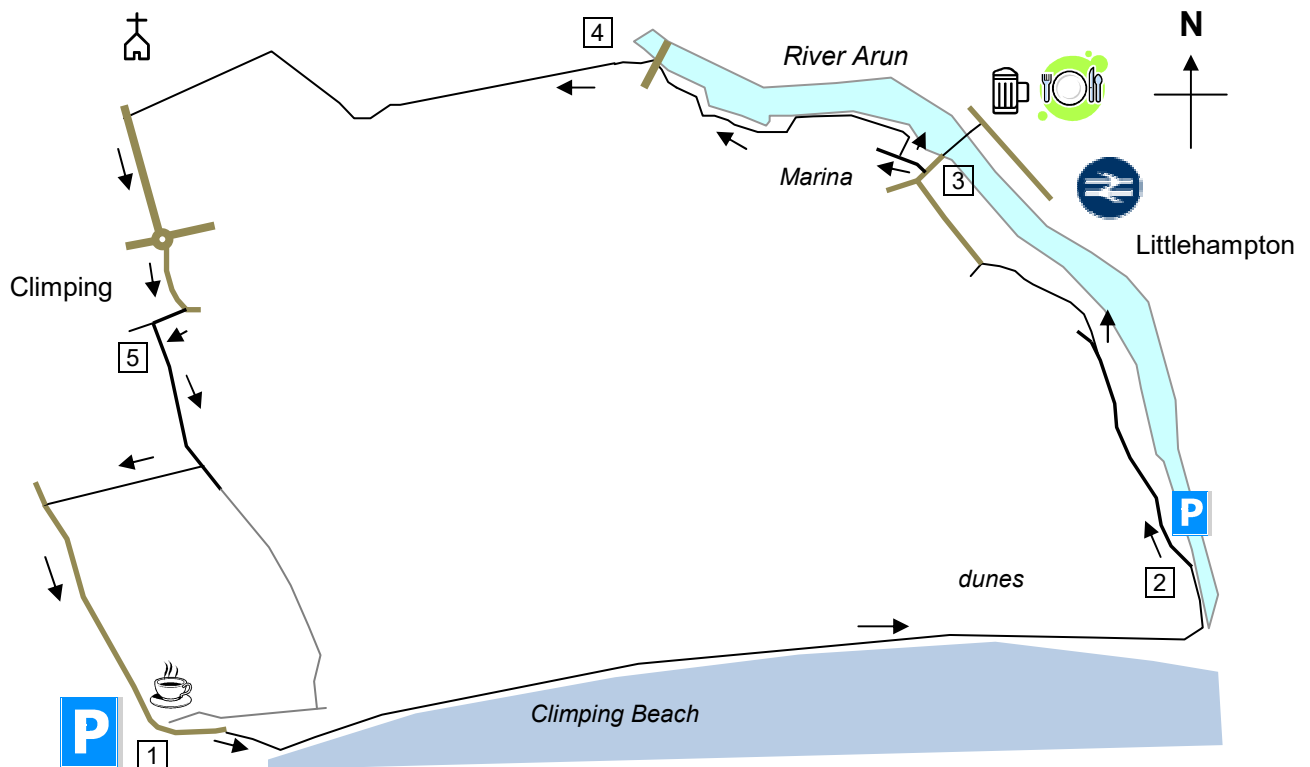 N
4
River Arun
Marina
3
Littlehampton
Climping
5
P
dunes
2
Climping Beach
P
1